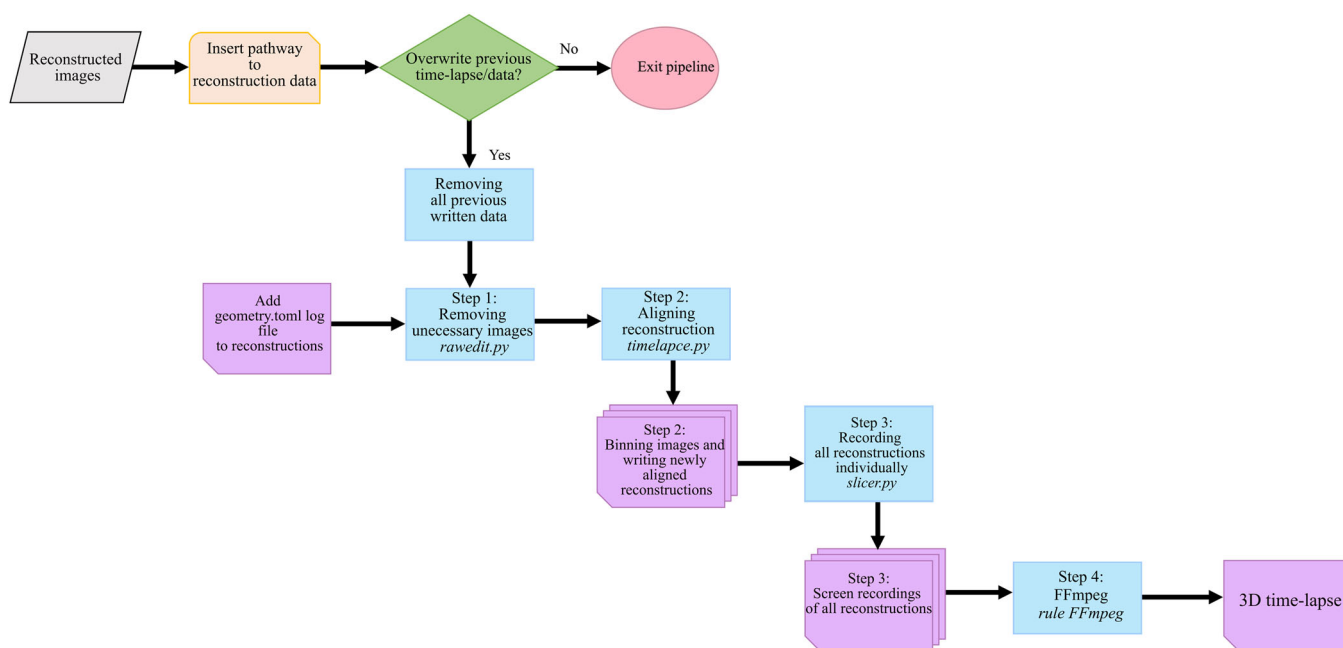 Reconstructed
images
Insert pathway
to
reconstruction data
Overwrite previous
time-lapse/data?
No
Exit pipeline
Yes
Removing
all previous
written data
Add
geometry.toml log
file
to reconstructions
Step 1:
Removing
unecessary images
rawedit.py
Step 2:
Aligning
reconstruction
timelapce.py
Step 2:
Binning images and
writing newly
aligned
reconstructions
Step 3:
Recording
all reconstructions
individually
slicer.py
Step 3:
Screen recordings
of all reconstructions
Step 4:
FFmpeg
rule FFmpeg
3D time-lapse